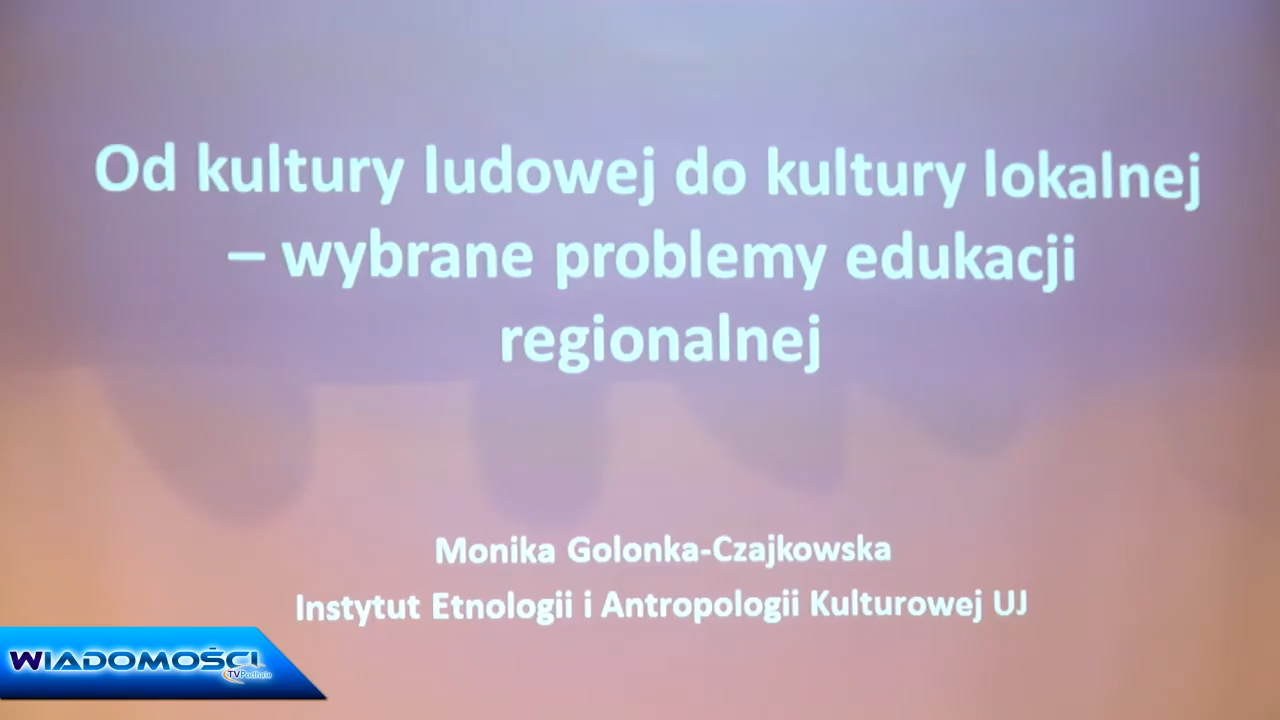 Od kultury ludowej do kultury lokalnej
– wybrane problemy edukacji
regionalnej
Monika Golonka-Czajkowska
Instytut Etnologii i Antropologii Kulturowej UJ
WIADOMOŚCI
TVPodhale